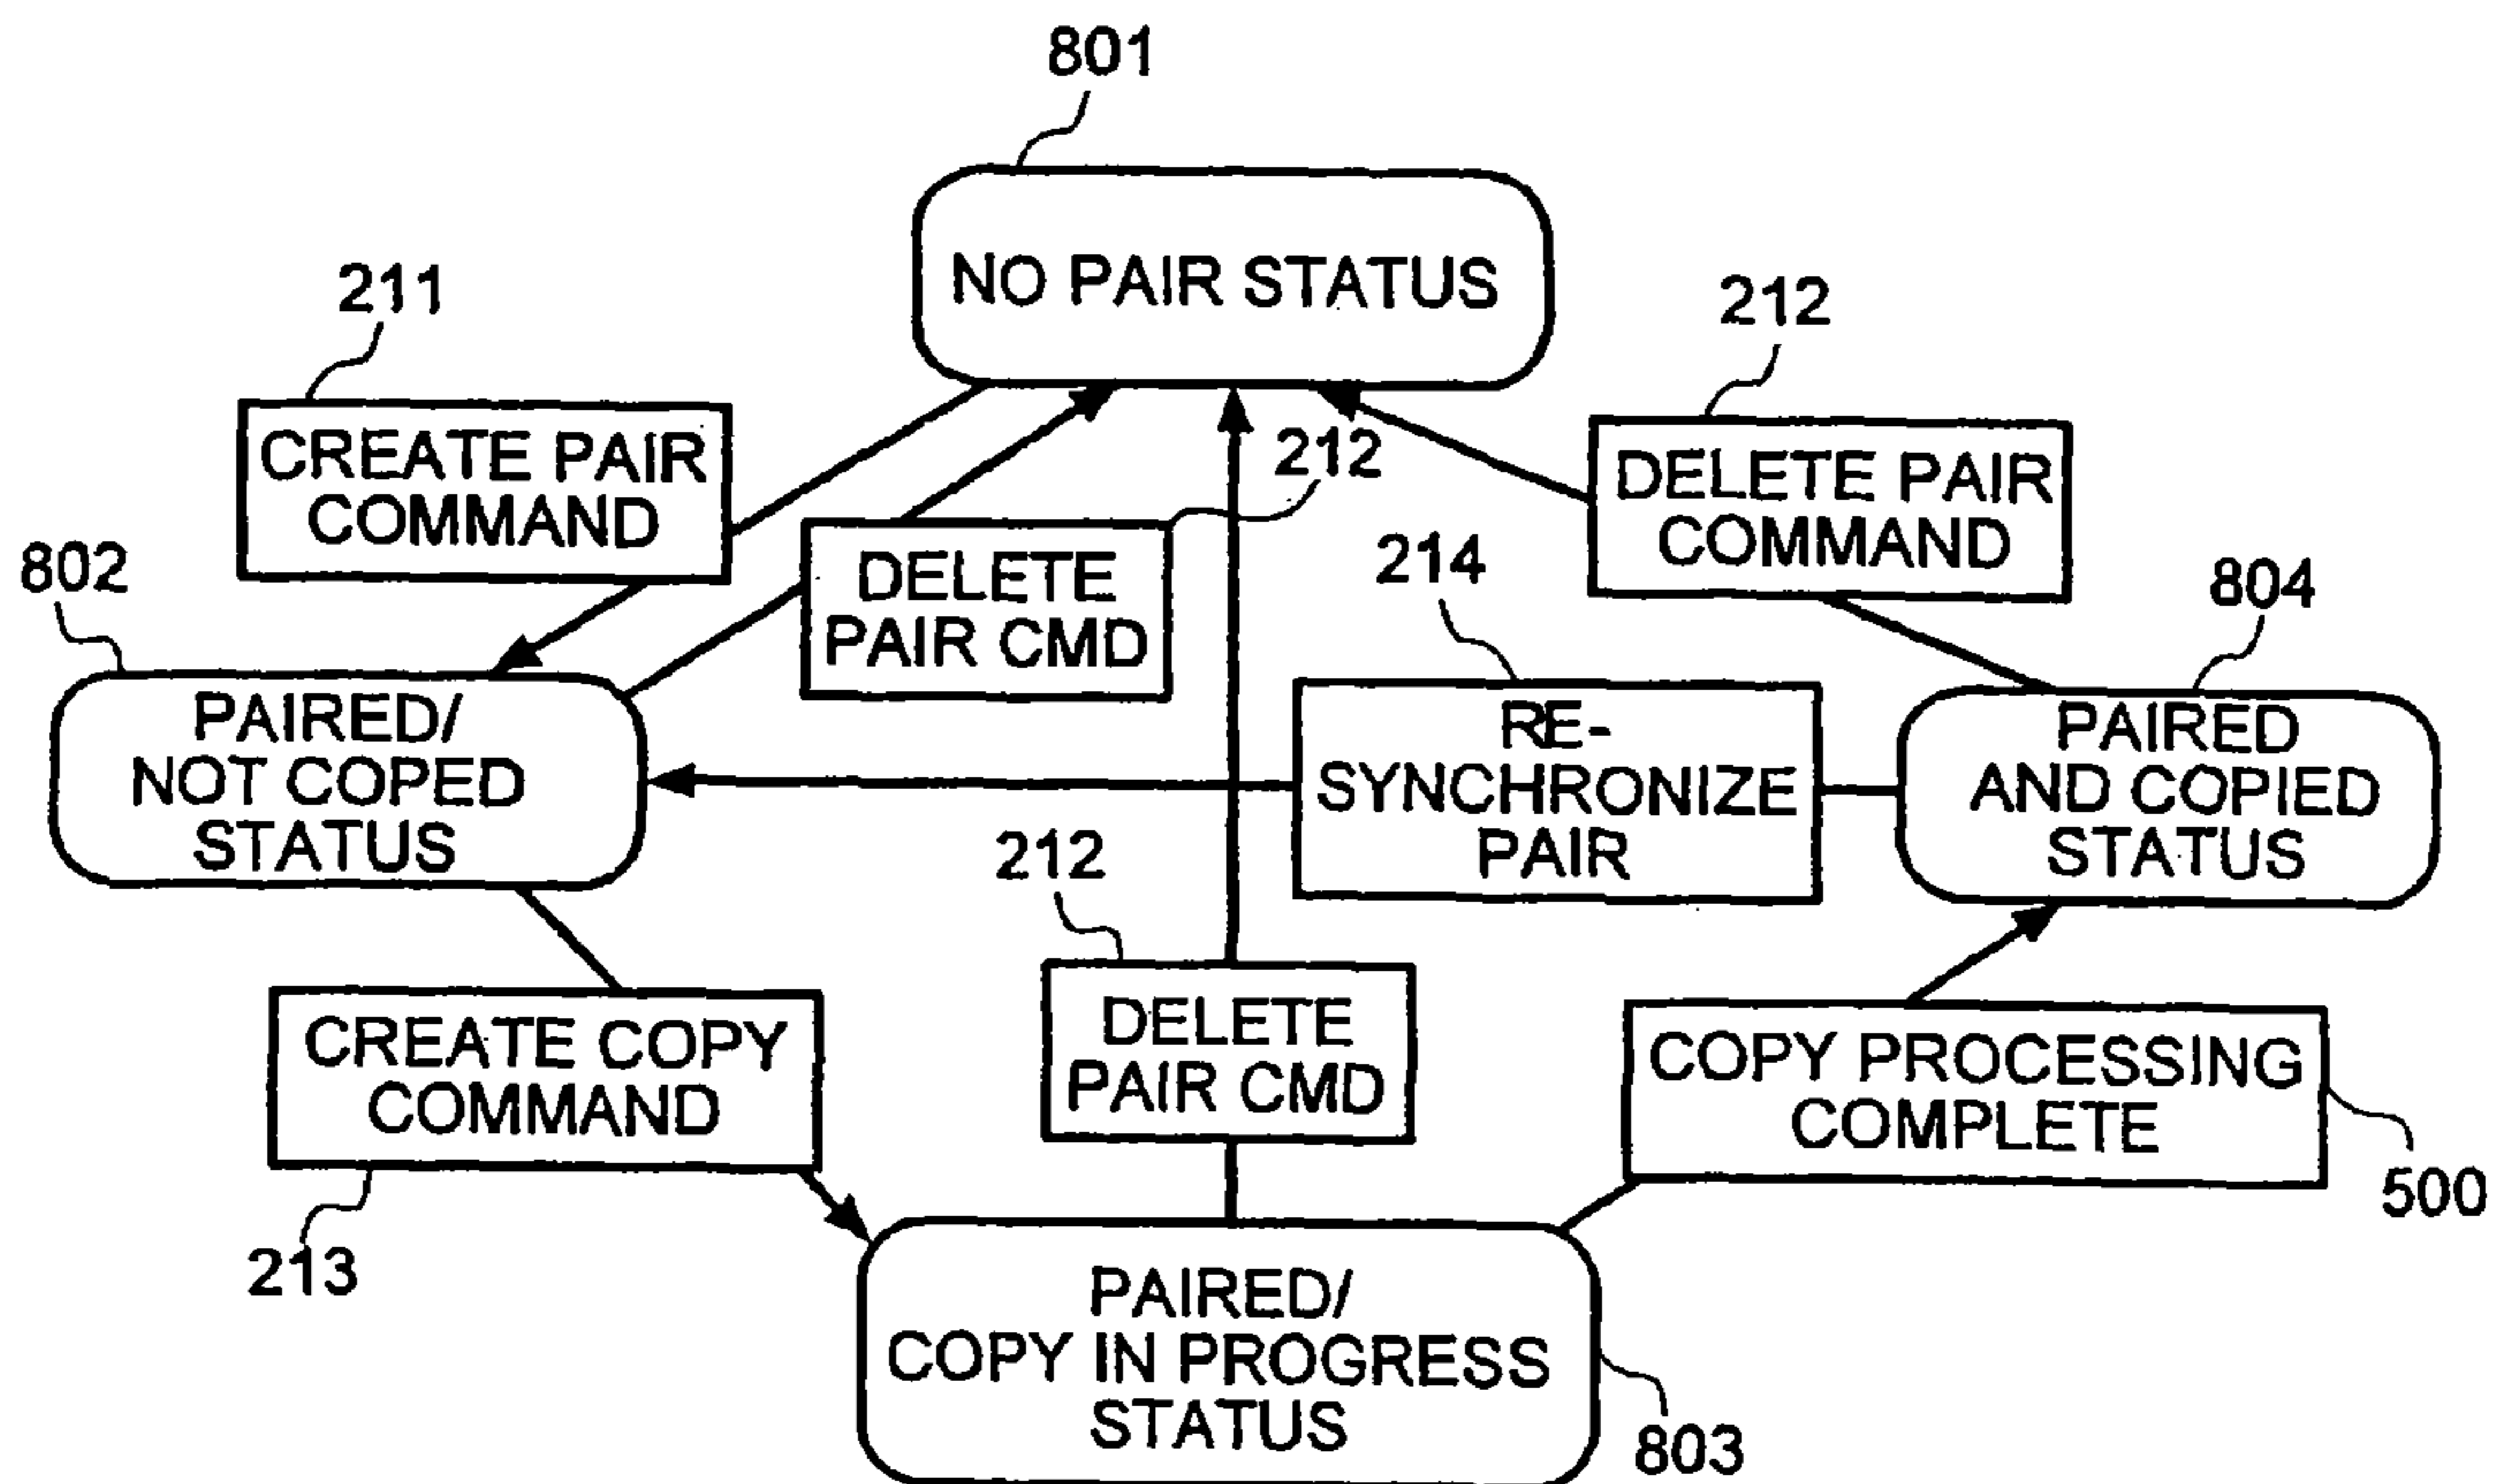 801
NO PAIR STATUS
211
CREATE PAIR
COMMAND
212
DELETE PAIR
COMMAND
212
DELETE
PAIR CMD
802
PAIRED/
NOT COPED
STATUS
214
RE-
SYNCHRONIZE
PAIR
804
PAIRED
AND COPIED
STATUS
212
DELETE
PAIR CMD
CREATE COPY
COMMAND
213
COPY PROCESSING
COMPLETE
500
PAIRED/
COPY IN PROGRESS
STATUS
803